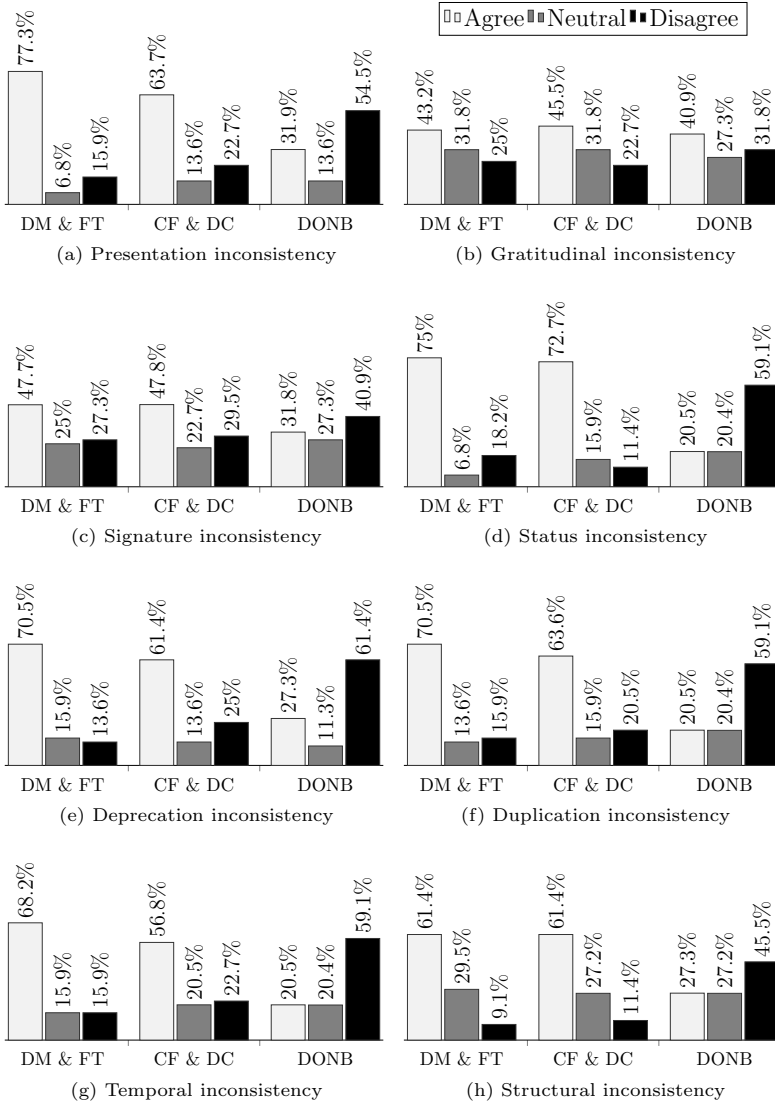 Agree Neutral Disagree
77.3% 6.8% 15.9% 63.7% 13.6% 22.7% 31.9% 13.6% 54.5%
DM & FT CF & DC DONB
(a) Presentation inconsistency
43.2% 31.8% 25% 45.5% 31.8% 22.7% 40.9% 27.3% 31.8%
DM & FT CF & DC DONB
(b) Gratitudinal inconsistency
47.7% 25% 27.3% 47.8% 22.7% 29.5% 31.8% 27.3% 40.9%
DM & FT CF & DC DONB
(c) Signature inconsistency
75% 6.8% 18.2% 72.7% 15.9% 11.4% 20.5% 20.4% 59.1%
DM & FT CF & DC DONB
(d) Status inconsistency
70.5% 15.9% 13.6% 61.4% 13.6% 25% 27.3% 11.3% 61.4%
DM & FT CF & DC DONB
(e) Deprecation inconsistency
70.5% 13.6% 15.9% 63.6% 15.9% 20.5% 20.5% 20.4% 59.1%
DM & FT CF & DC DONB
(f) Duplication inconsistency
68.2% 15.9% 15.9% 56.8% 20.5% 22.7% 20.5% 20.4% 59.1%
DM & FT CF & DC DONB
(g) Temporal inconsistency
61.4% 29.5% 9.1% 61.4% 27.2% 11.4% 27.3% 27.2% 45.5%
DM & FT CF & DC DONB
(h) Structural inconsistency